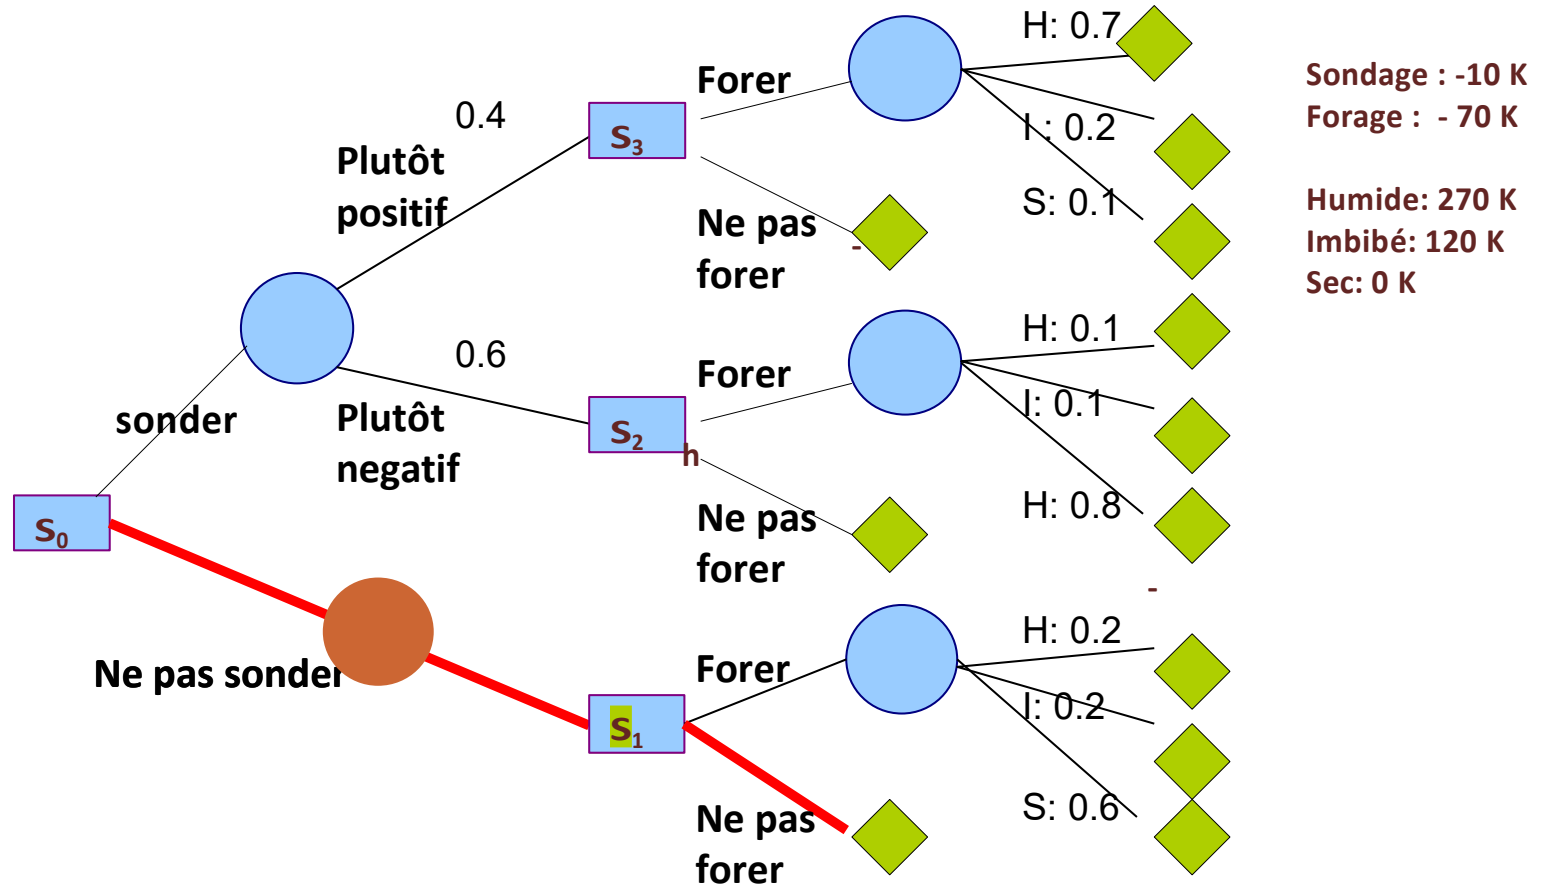 H: 0.7
Forer
Sondage : -10 K
0.4
Forage : - 70 K
I : 0.2
S3
Plutôt
positif
S: 0.1
Humide: 270 K
Ne pas
forer
-
Imbibé: 120 K
Sec: 0 K
H: 0.1
0.6
Forer
I: 0.1
sonder
Plutôt
negatif
S2
h
H: 0.8
Ne pas
forer
S0
-
H: 0.2
Ne pas sonder
Forer
I: 0.2
S1
S: 0.6
Ne pas
forer